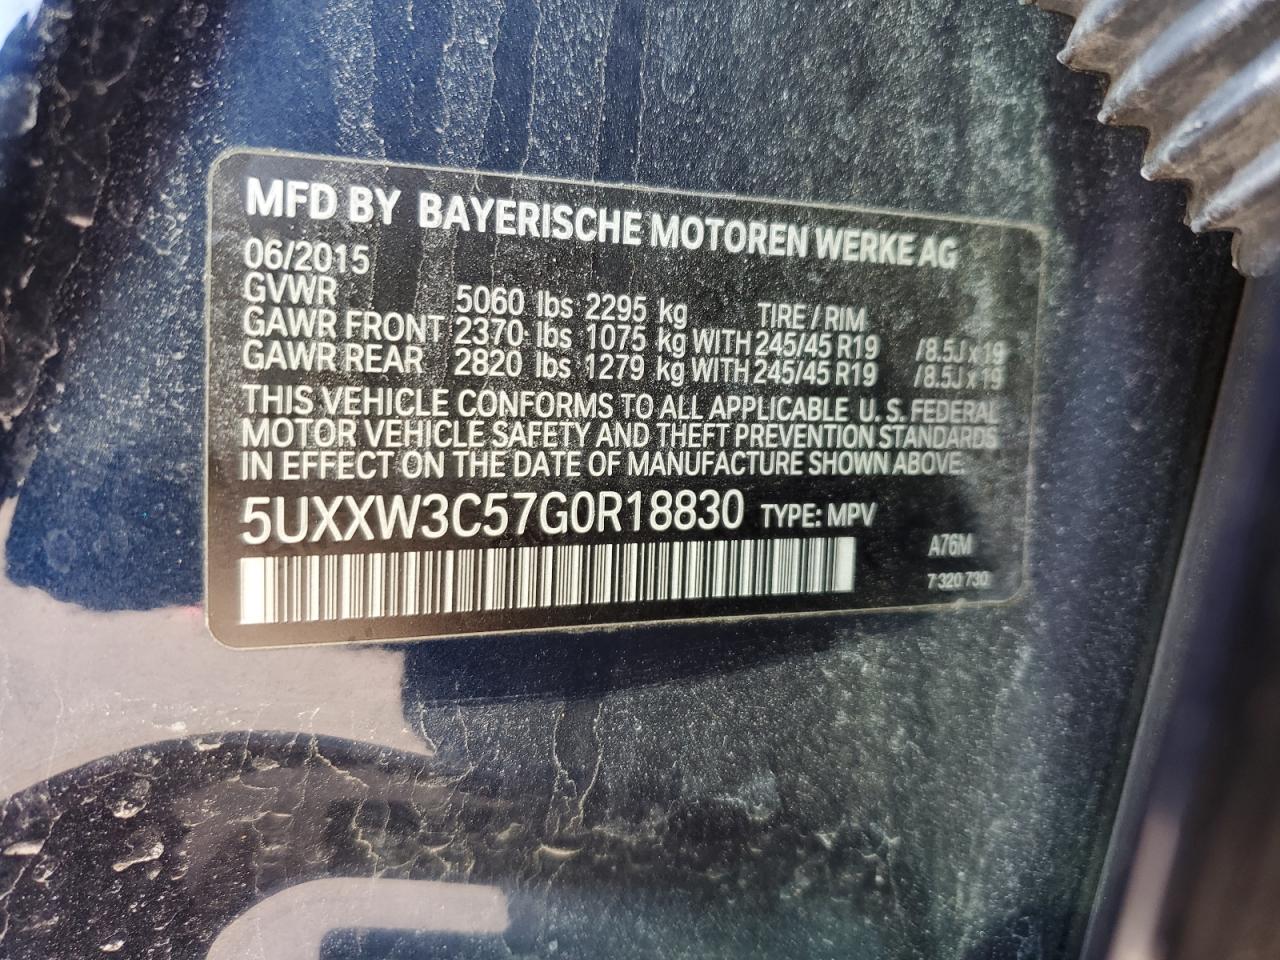 MFD BY BAYERISCHE MOTOREN WERKE AG
06/2015
GVWR 5060 lbs 2295 kg TIRE / RIM
GAWR FRONT 2370 lbs 1075 kg WITH 245/45 R19 /8.5J x 19
GAWR REAR 2820 lbs 1279 kg WITH 245/45 R19 /8.5J x 19
THIS VEHICLE CONFORMS TO ALL APPLICABLE U. S. FEDERAL
MOTOR VEHICLE SAFETY AND THEFT PREVENTION STANDARDS
IN EFFECT ON THE DATE OF MANUFACTURE SHOWN ABOVE.
5UXXW3C57G0R18830 TYPE: MPV
A76M
7 320 730